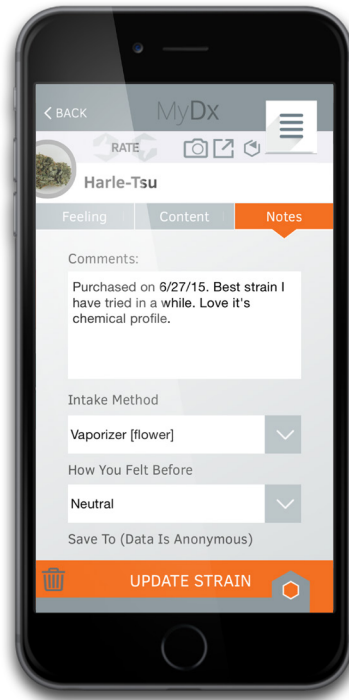 BACK
MyDx
RATE
Harle-Tsu
Feeling
Content
Notes
Comments:
Purchased on 6/27/15. Best strain I
have tried in a while. Love it's
chemical profile.
Intake Method
Vaporizer [flower]
How You Felt Before
Neutral
Save To (Data Is Anonymous)
UPDATE STRAIN